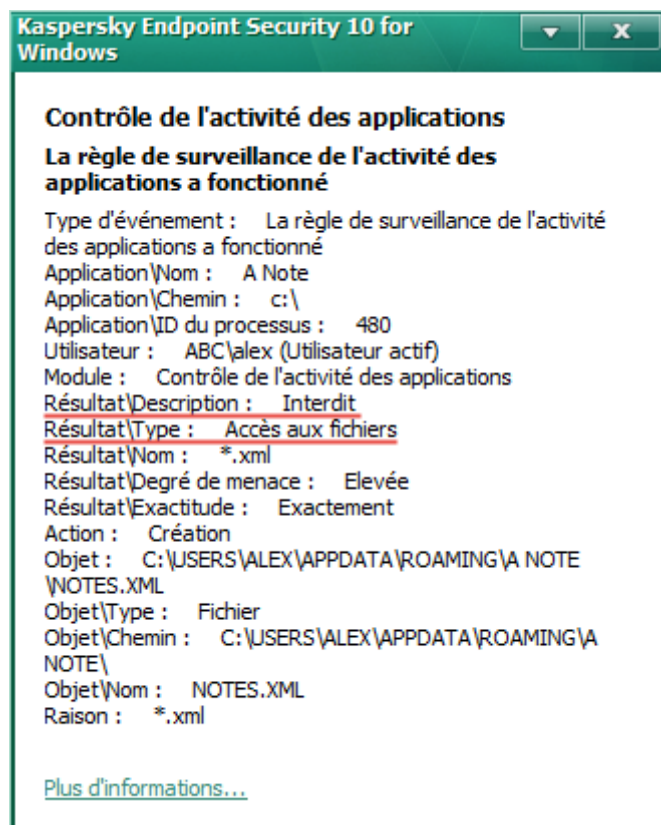 Kaspersky Endpoint Security 10 for
Windows
Contrôle de l'activité des applications
La règle de surveillance de l'activité des
applications a fonctionné
Type d'événement : La règle de surveillance de l'activité
des applications a fonctionné
Application\Nom : A Note
Application\Chemin : c:\
Application\ID du processus : 480
Utilisateur : ABC\alex (Utilisateur actif)
Module : Contrôle de l'activité des applications
Résultat\Description : Interdit
Résultat\Type : Accès aux fichiers
Résultat\Nom : *.xml
Résultat\Degré de menace : Elevée
Résultat\Exactitude : Exactement
Action : Création
Objet : C:\USERS\ALEX\APPDATA\ROAMING\A NOTE
\NOTES.XML
Objet\Type : Fichier
Objet\Chemin : C:\USERS\ALEX\APPDATA\ROAMING\A
NOTE\
Objet\Nom : NOTES.XML
Raison : *.xml
Plus d'informations...